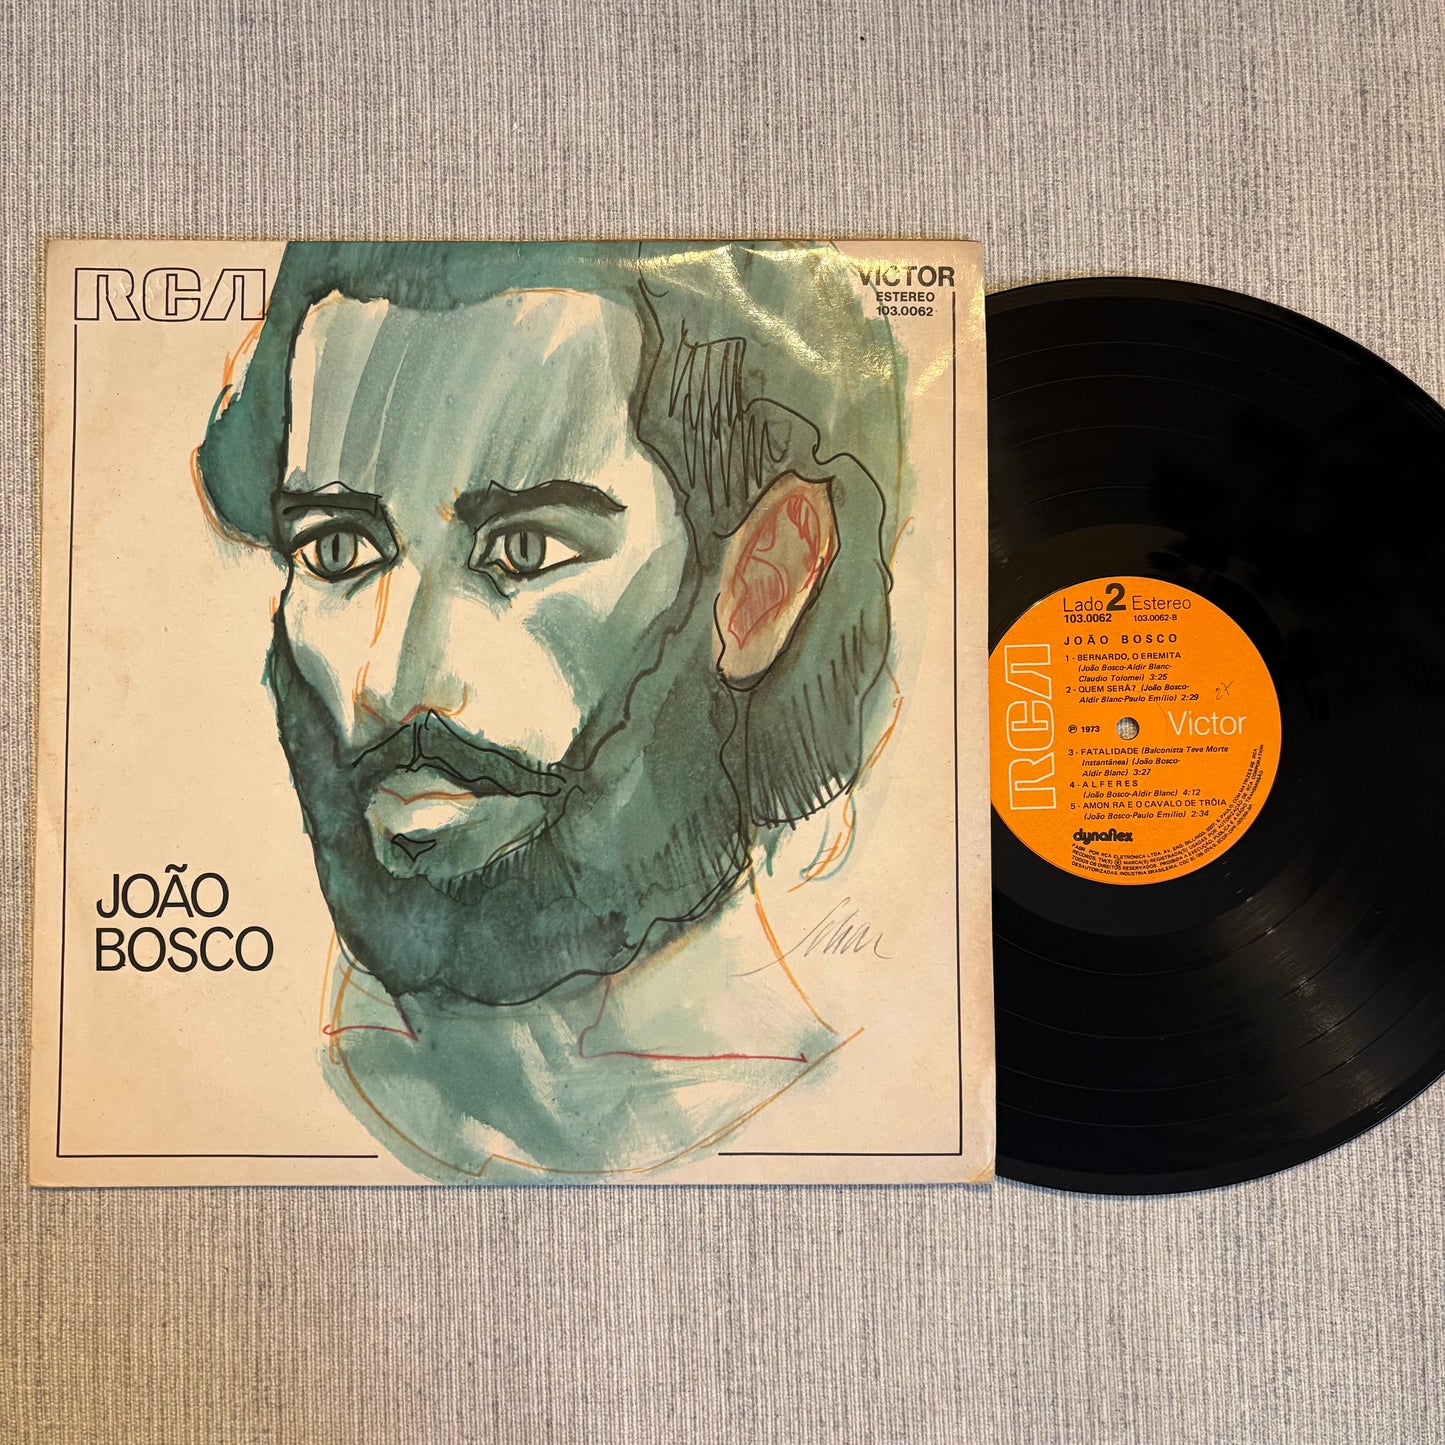 RCA
VICTOR
ESTEREO
103.0062
JOÃO
BOSCO
Lado 2 Estereo
103.0062 103.0062-B
JOÃO BOSCO
1 - BERNARDO, O EREMITA
(João Bosco-Aldir Blanc-
Claudio Tolomei) 3:25
2 - QUEM SERÁ? (João Bosco-
Aldir Blanc-Paulo Emílio) 2:29
27
RCA
℗ 1973
Victor
3 - FATALIDADE (Balconista Teve Morte
Instantânea) (João Bosco-
Aldir Blanc) 3:27
4 - ALFERES
(João Bosco-Aldir Blanc) 4:12
5 - AMON RA E O CAVALO DE TRÓIA
(João Bosco-Paulo Emílio) 2:34
dynaflex